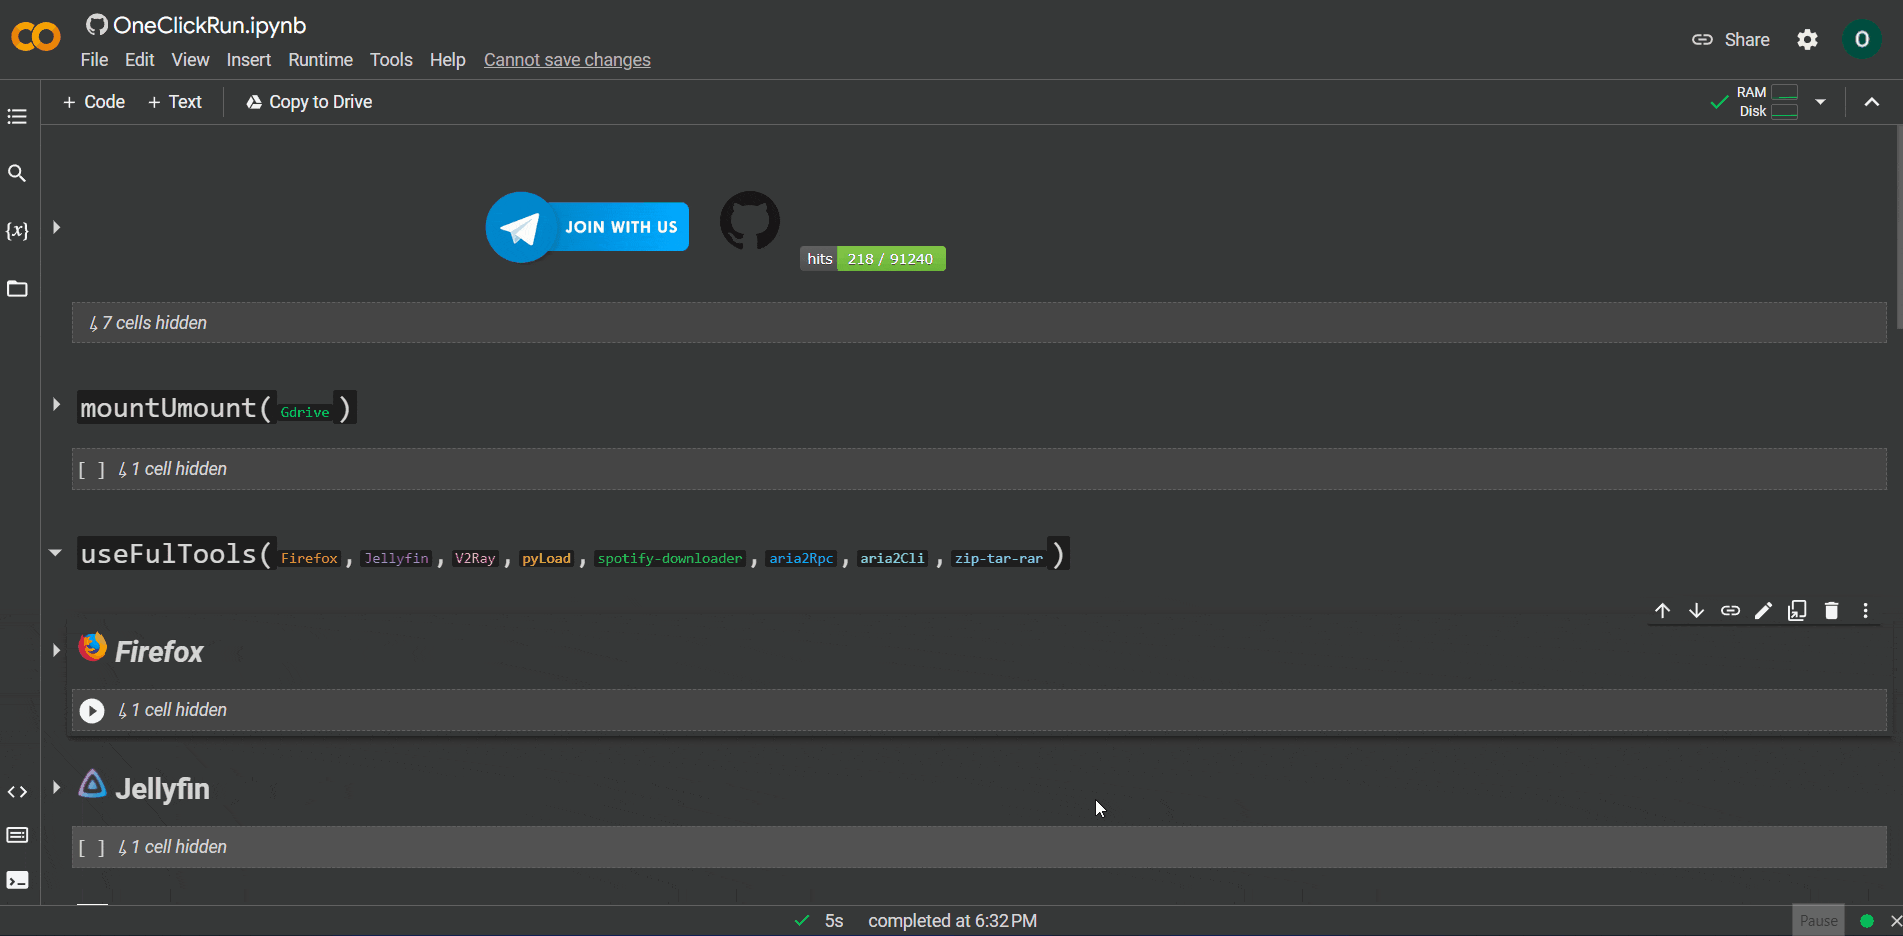 OneClickRun.ipynb
File Edit View Insert Runtime Tools Help Cannot save changes
Share
O
+ Code + Text Copy to Drive
RAM
Disk
{x}
JOIN WITH US
hits 218 / 91240
7 cells hidden
mountUmount( Gdrive )
[ ] 1 cell hidden
useFulTools( Firefox , Jellyfin , V2Ray , pyLoad , spotify-downloader , aria2Rpc , aria2Cli , zip-tar-rar )
Firefox
1 cell hidden
Jellyfin
[ ] 1 cell hidden
5s completed at 6:32 PM
Pause